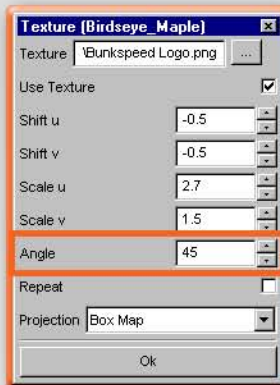 Texture (Birdseye_Maple)
Texture \Bunkspeed Logo.png ...
Use Texture
Shift u -0.5
Shift v -0.5
Scale u 2.7
Scale v 1.5
Angle 45
Repeat
Projection Box Map
Ok